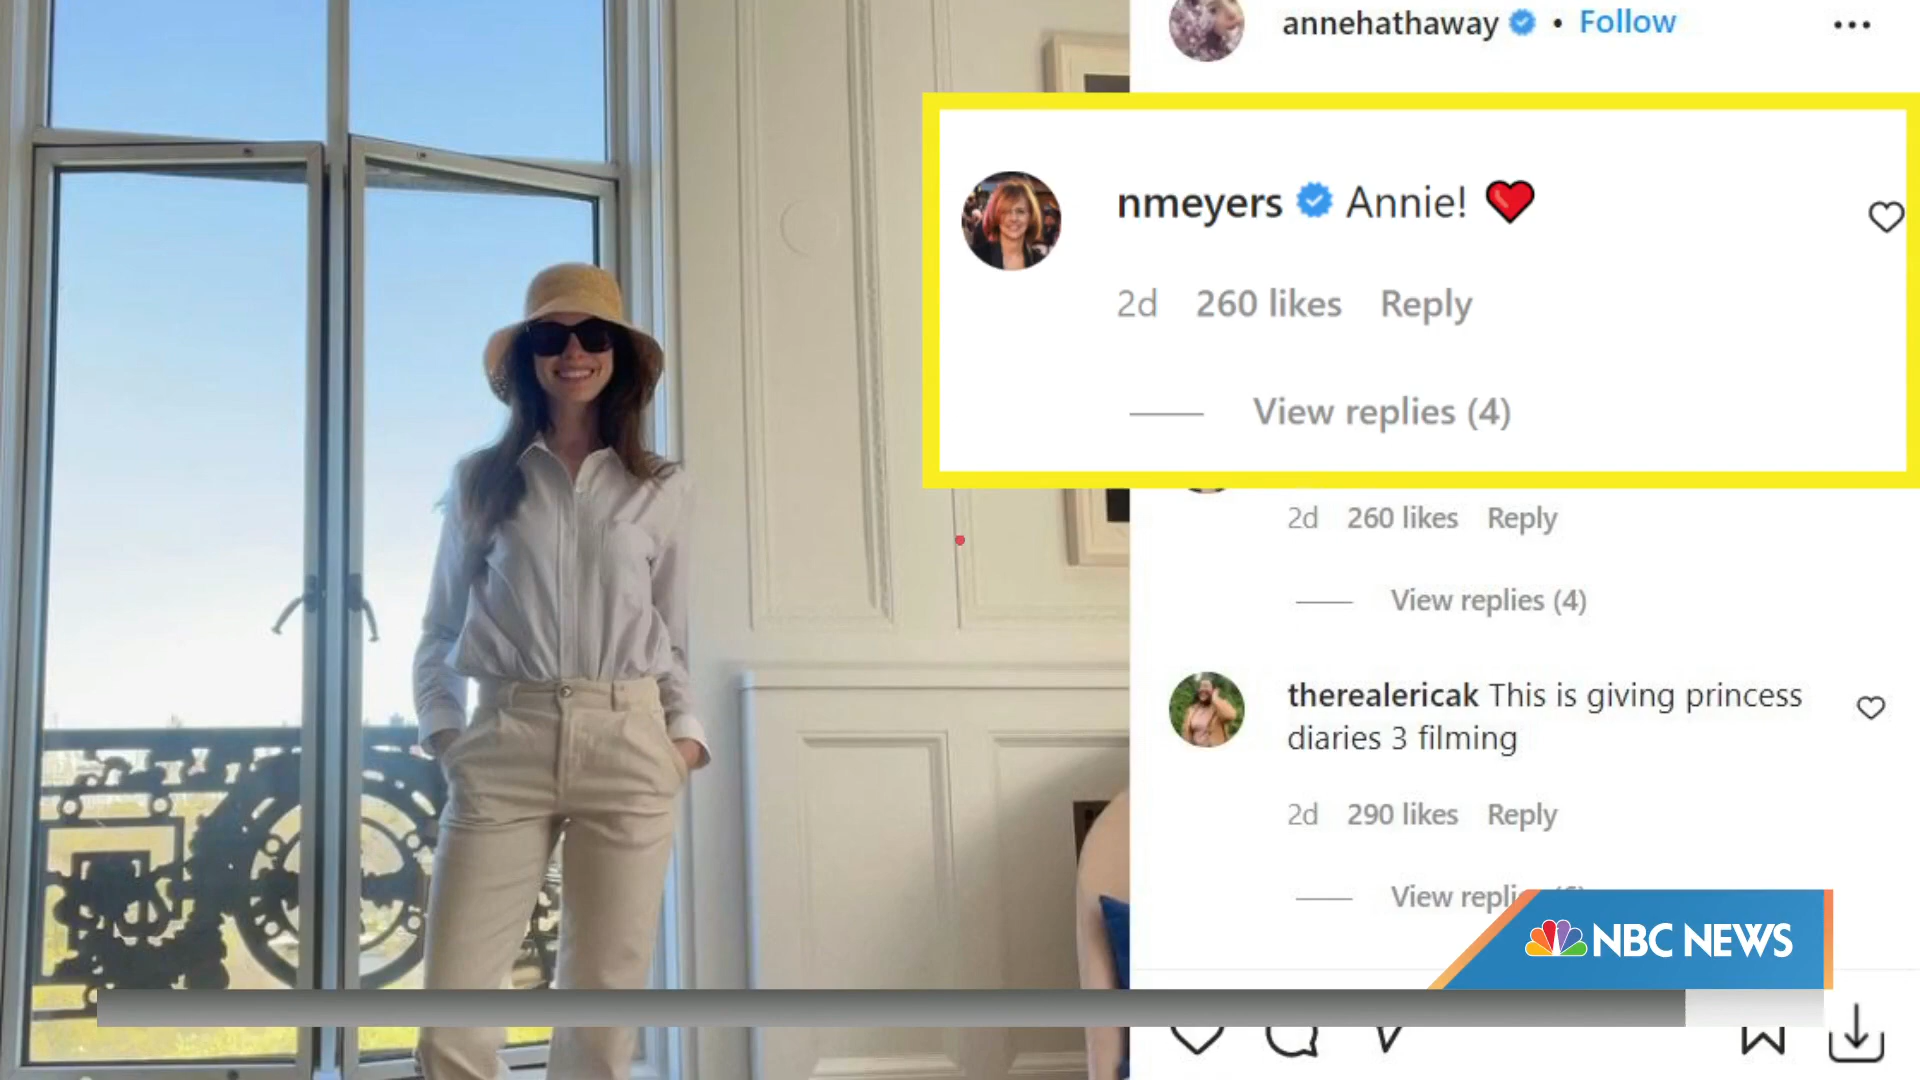 annehathaway • Follow
nmeyers Annie! ❤️
2d 260 likes Reply
View replies (4)
2d 260 likes Reply
View replies (4)
therealericak This is giving princess
diaries 3 filming
2d 290 likes Reply
View
NBC NEWS